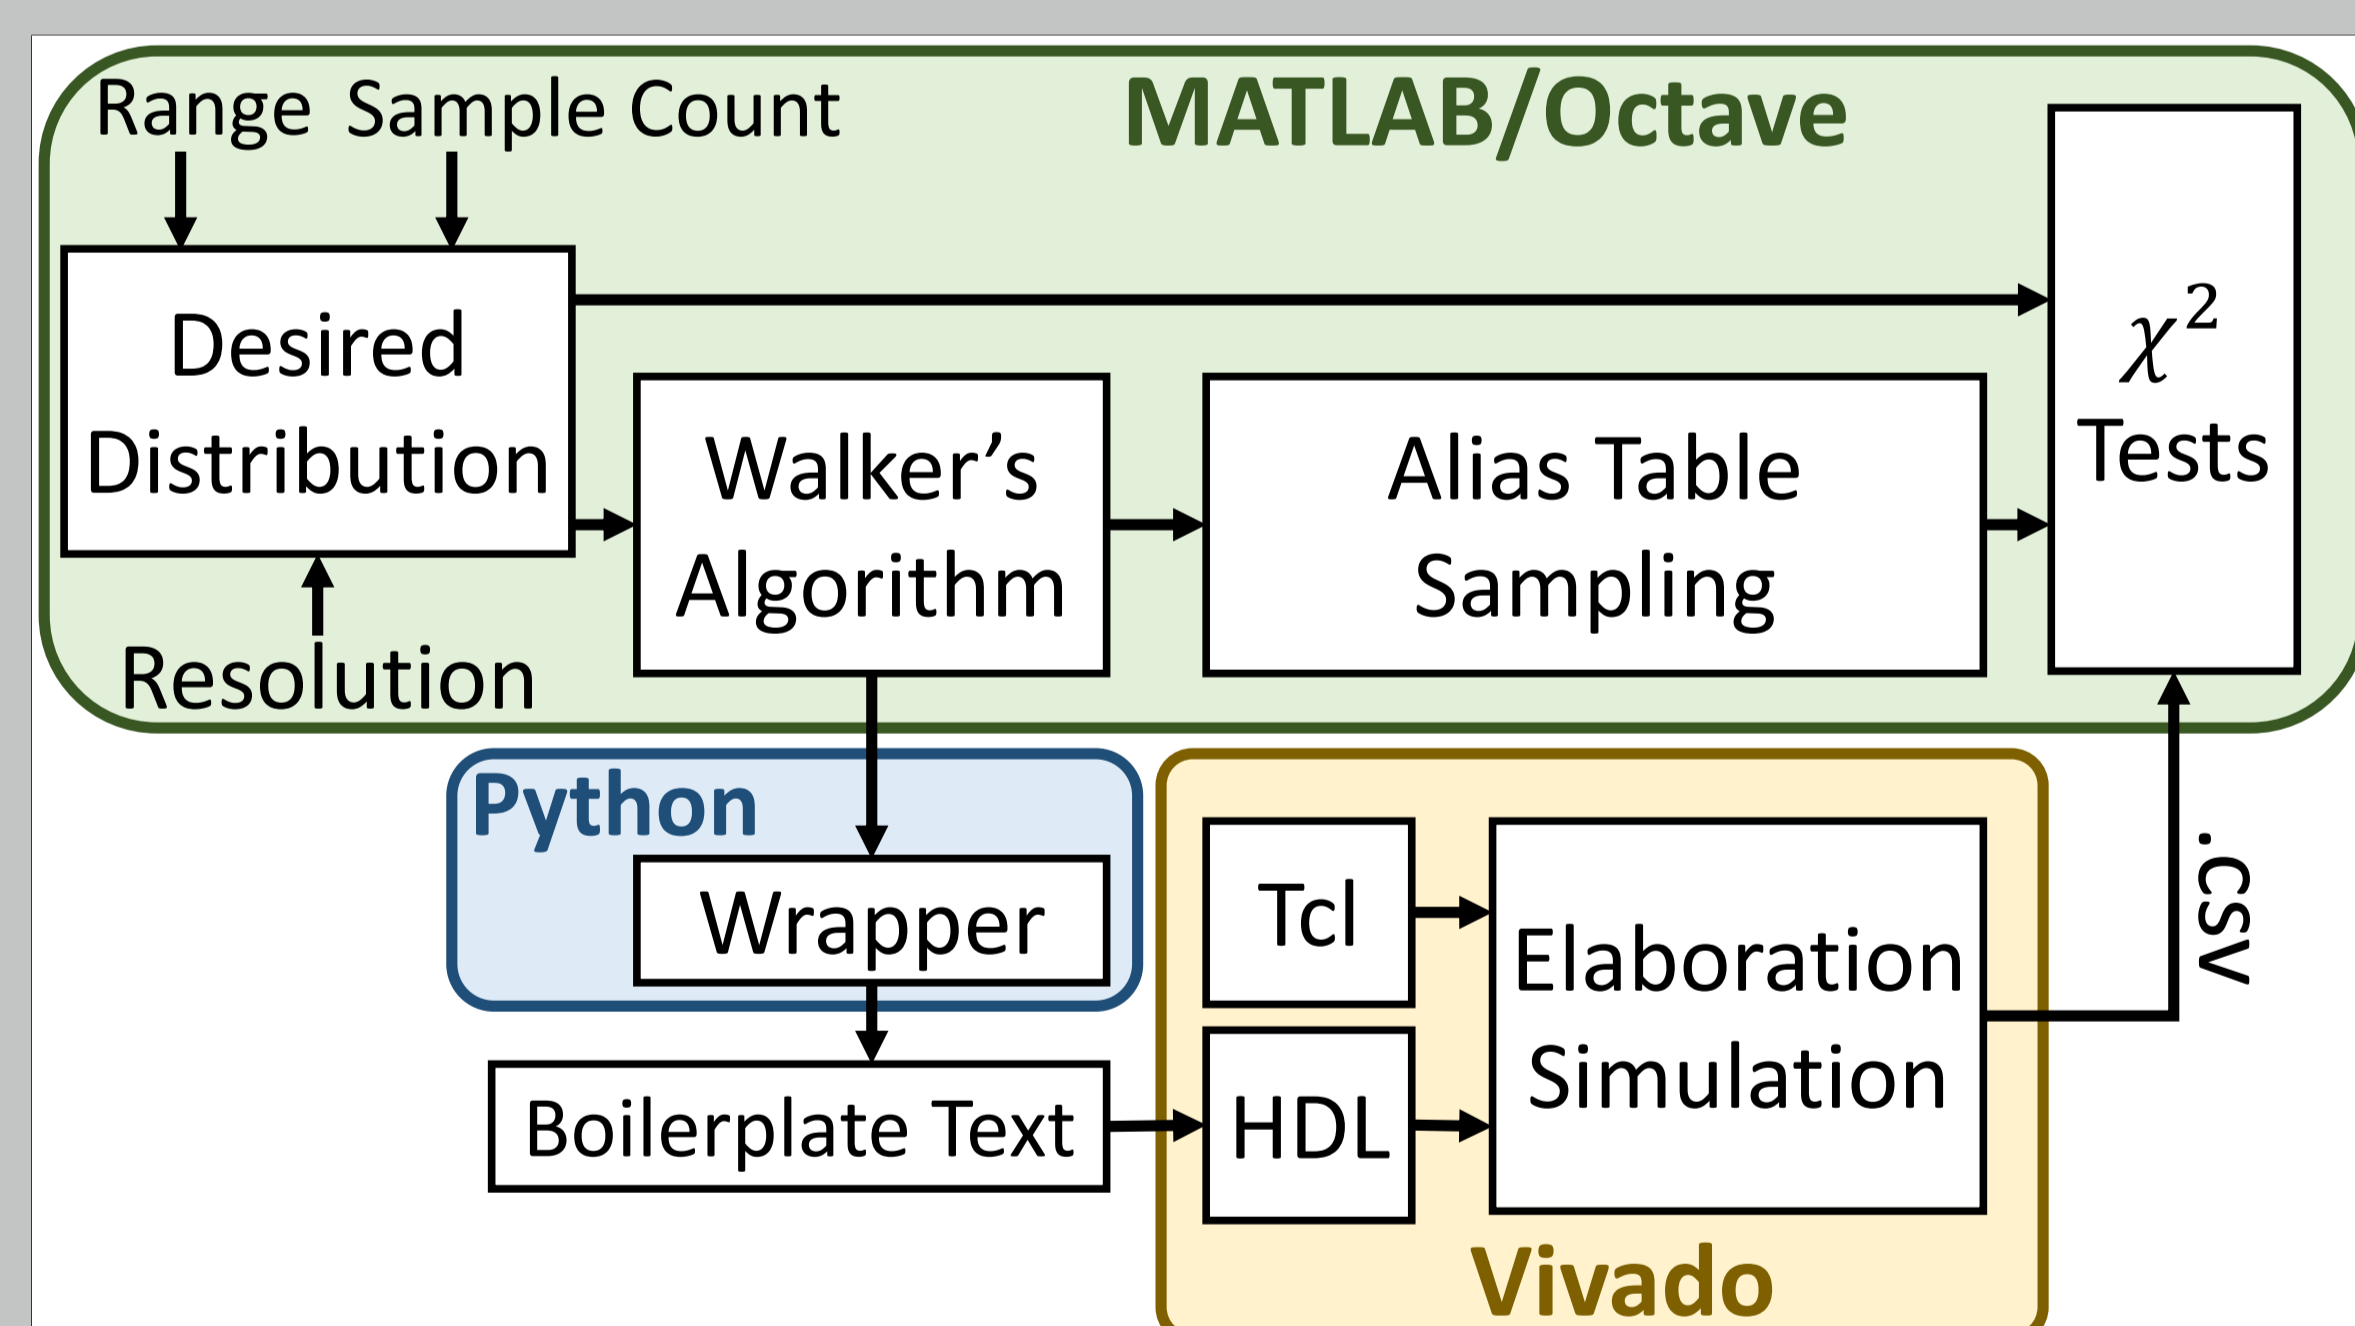 Range Sample Count
MATLAB/Octave
Desired
Distribution
Resolution
Walker’s
Algorithm
Alias Table
Sampling
χ²
Tests
Python
Wrapper
Boilerplate Text
Tcl
HDL
Elaboration
Simulation
.csv
Vivado